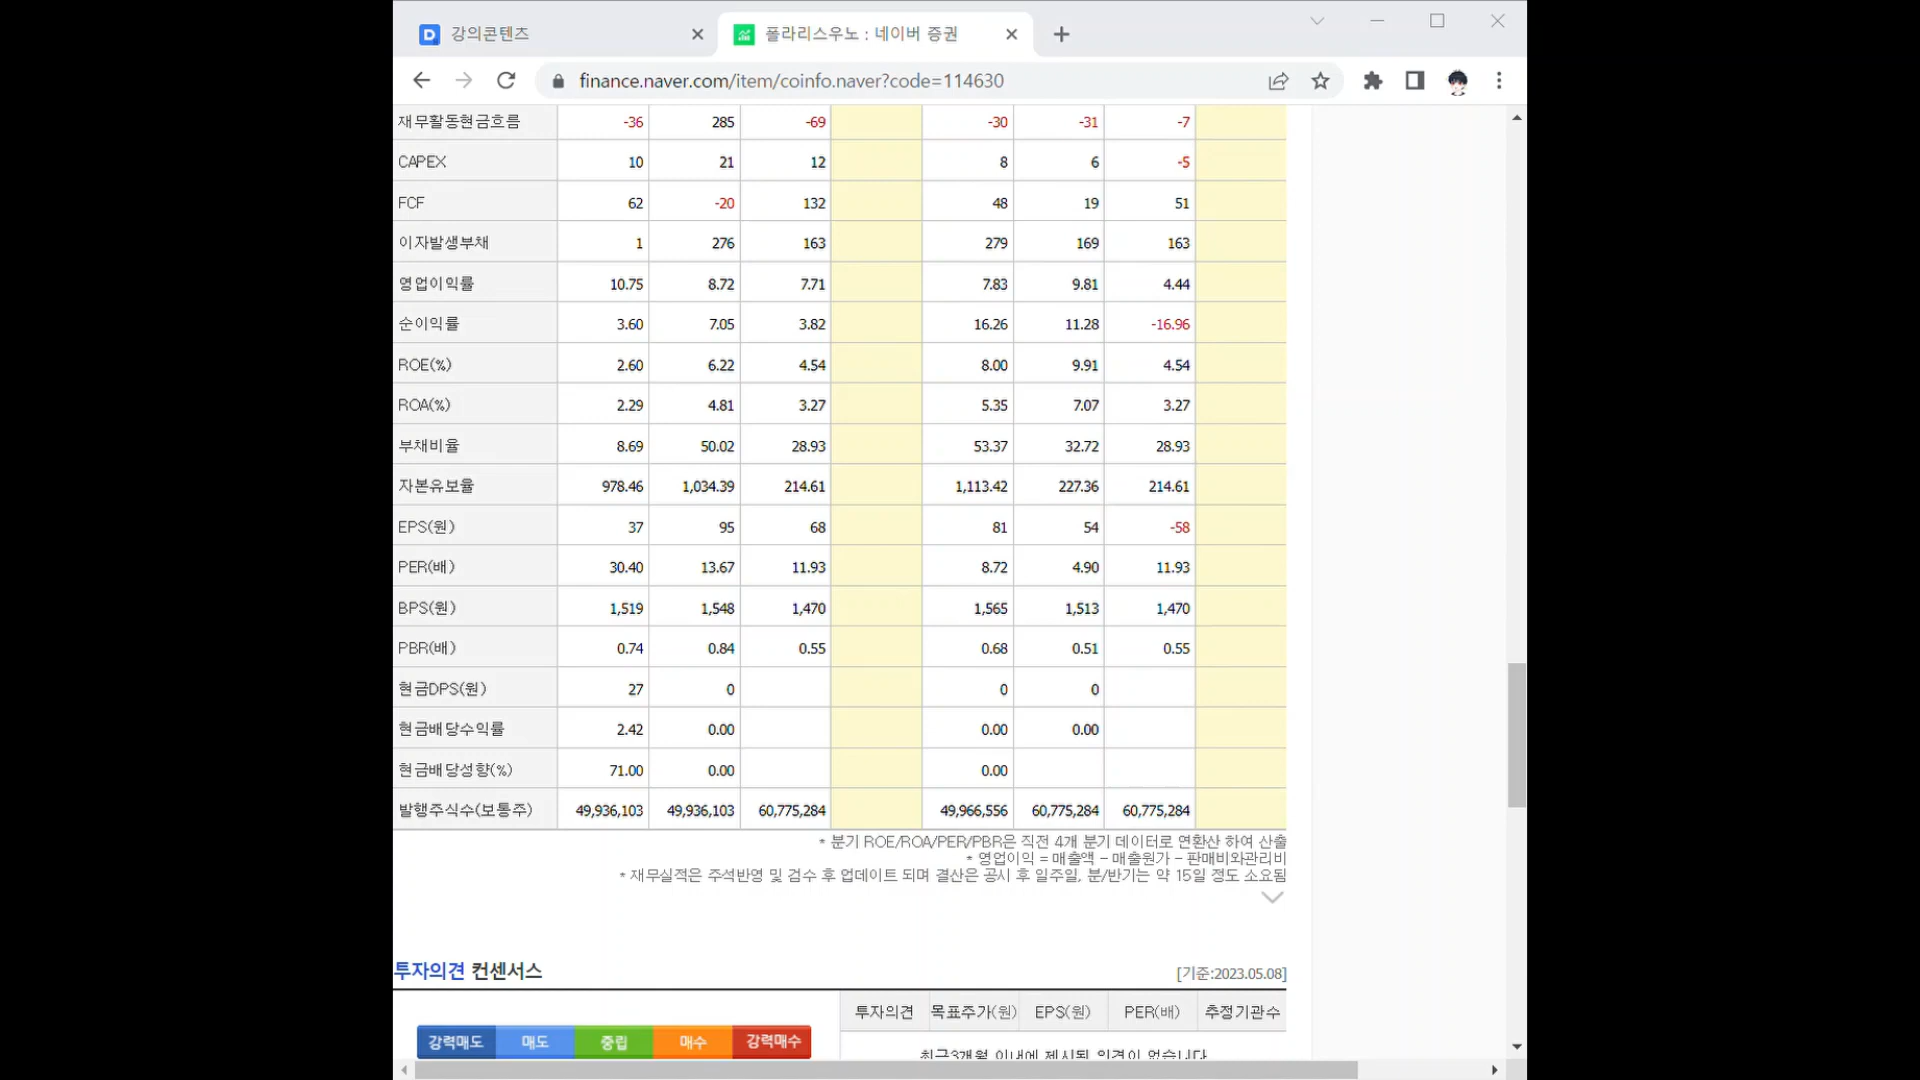 강의콘텐츠
폴라리스우노 : 네이버 증권
finance.naver.com/item/coinfo.naver?code=114630
재무활동현금흐름 -36 285 -69 -30 -31 -7
CAPEX 10 21 12 8 6 -5
FCF 62 -20 132 48 19 51
이자발생부채 1 276 163 279 169 163
영업이익률 10.75 8.72 7.71 7.83 9.81 4.44
순이익률 3.60 7.05 3.82 16.26 11.28 -16.96
ROE(%) 2.60 6.22 4.54 8.00 9.91 4.54
ROA(%) 2.29 4.81 3.27 5.35 7.07 3.27
부채비율 8.69 50.02 28.93 53.37 32.72 28.93
자본유보율 978.46 1,034.39 214.61 1,113.42 227.36 214.61
EPS(원) 37 95 68 81 54 -58
PER(배) 30.40 13.67 11.93 8.72 4.90 11.93
BPS(원) 1,519 1,548 1,470 1,565 1,513 1,470
PBR(배) 0.74 0.84 0.55 0.68 0.51 0.55
현금DPS(원) 27 0 0 0
현금배당수익률 2.42 0.00 0.00 0.00
현금배당성향(%) 71.00 0.00 0.00
발행주식수(보통주) 49,936,103 49,936,103 60,775,284 49,966,556 60,775,284 60,775,284
* 분기 ROE/ROA/PER/PBR은 직전 4개 분기 데이터로 연환산 하여 산출
* 영업이익 = 매출액 - 매출원가 - 판매비와관리비
* 재무실적은 주석반영 및 검수 후 업데이트 되며 결산은 공시 후 일주일, 분/반기는 약 15일 정도 소요됨
투자의견 컨센서스 [기준:2023.05.08]
투자의견 목표주가(원) EPS(원) PER(배) 추정기관수
강력매도 매도 중립 매수 강력매수
최근3개월 이내에 제시된 의견이 없습니다